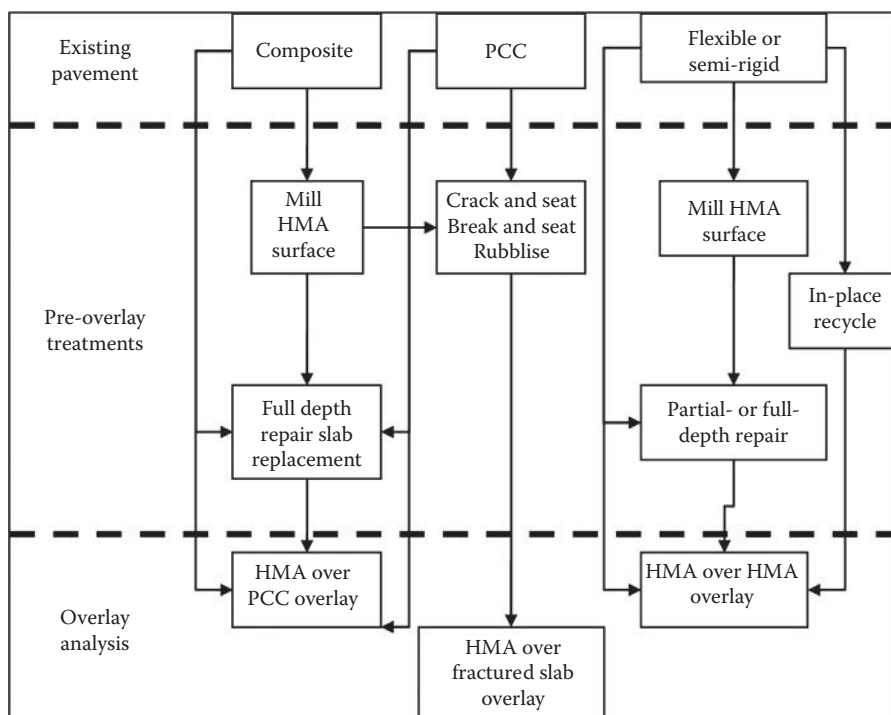 Existing
pavement
Composite
PCC
Flexible or
semi-rigid
Pre-overlay
treatments
Mill
HMA
surface
Crack and seat
Break and seat
Rubblise
Mill HMA
surface
In-place
recycle
Full depth
repair slab
replacement
Partial- or full-
depth repair
Overlay
analysis
HMA over
PCC overlay
HMA over
fractured slab
overlay
HMA over HMA
overlay